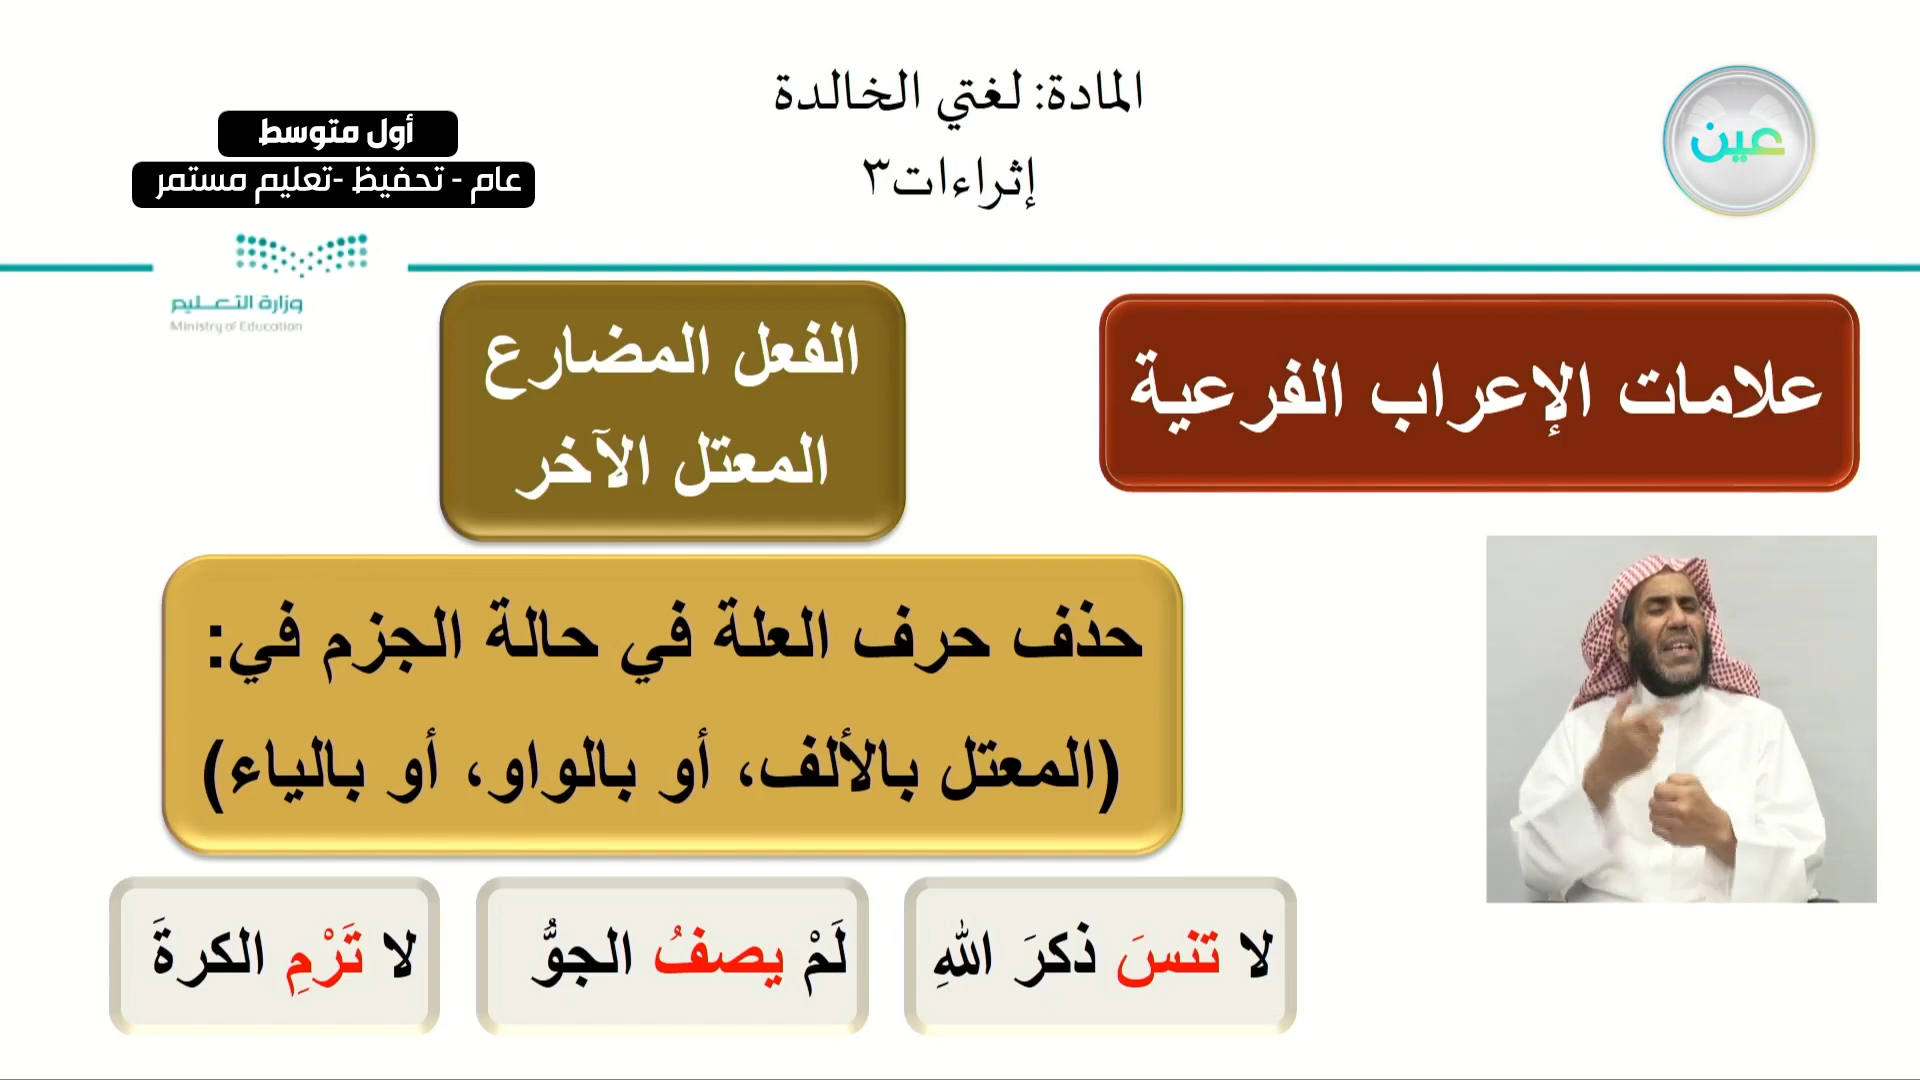 المادة: لغتي الخالدة
إثراءات٣
عين
أول متوسط
عام - تحفيظ -تعليم مستمر
وزارة التعليم
Ministry of Education
علامات الإعراب الفرعية
الفعل المضارع
المعتل الآخر
حذف حرف العلة في حالة الجزم في:
(المعتل بالألف، أو بالواو، أو بالياء)
لا تنسَ ذكرَ اللهِ
لَمْ يصفُ الجوُّ
لا تَرْمِ الكرةَ